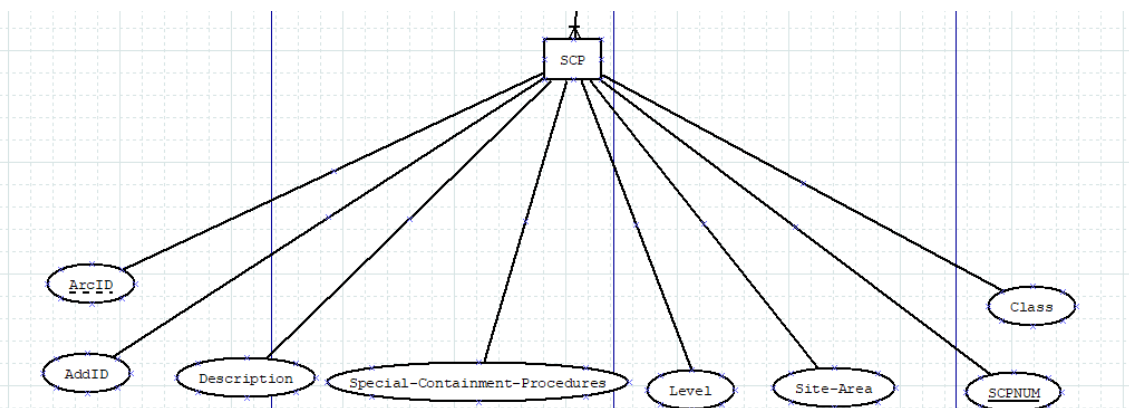 SCP
ArcID
Class
AddID
Description
Special-Containment-Procedures
Level
Site-Area
SCPNUM